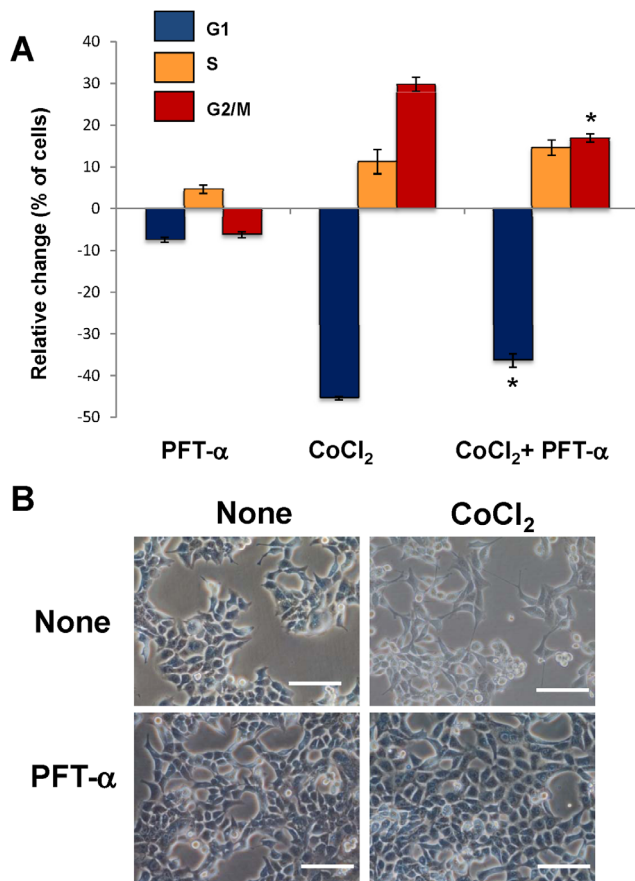 A
G1
S
G2/M
Relative change (% of cells)
40
30
20
10
0
-10
-20
-30
-40
-50
*
*
PFT-α
CoCl₂
CoCl₂+ PFT-α
B
None
CoCl₂
None
PFT-α